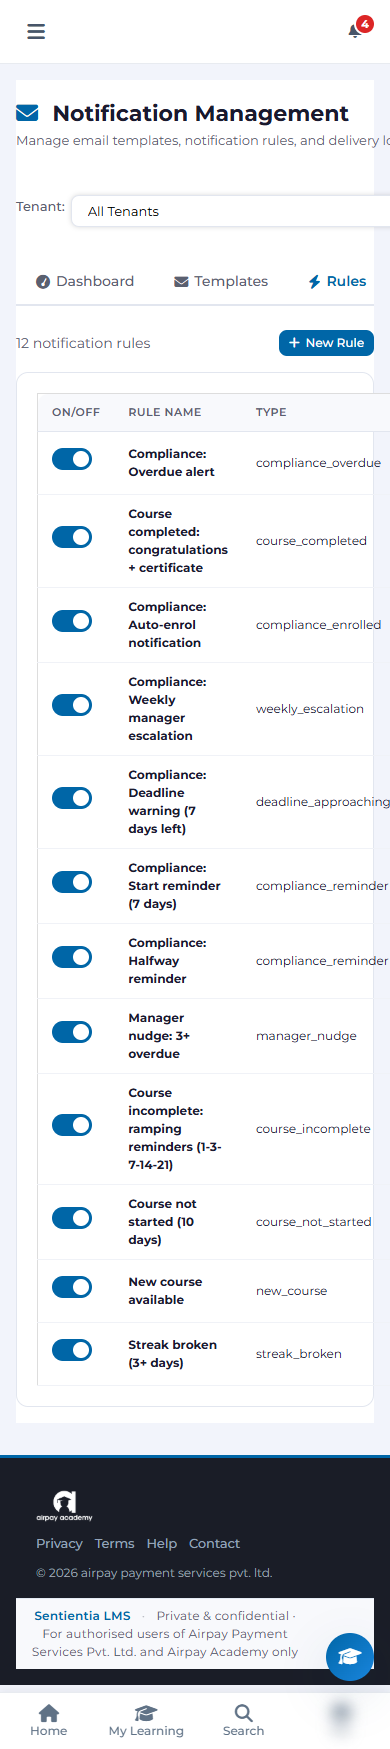 4
Notification Management
Manage email templates, notification rules, and delivery
Tenant: All Tenants
Dashboard Templates Rules
12 notification rules + New Rule
ON/OFF RULE NAME TYPE
Compliance:
Overdue alert
compliance_overdue
Course
completed:
congratulations
+ certificate
course_completed
Compliance:
Auto-enrol
notification
compliance_enrolled
Compliance:
Weekly
manager
escalation
weekly_escalation
Compliance:
Deadline
warning (7
days left)
deadline_approaching
Compliance:
Start reminder
(7 days)
compliance_reminder
Compliance:
Halfway
reminder
compliance_reminder
Manager
nudge: 3+
overdue
manager_nudge
Course
incomplete:
ramping
reminders (1-3-
7-14-21)
course_incomplete
Course not
started (10
days)
course_not_started
New course
available
new_course
Streak broken
(3+ days)
streak_broken
airpay academy
Privacy Terms Help Contact
© 2026 airpay payment services pvt. ltd.
Sentientia LMS · Private & confidential ·
For authorised users of Airpay Payment
Services Pvt. Ltd. and Airpay Academy only
Home My Learning Search